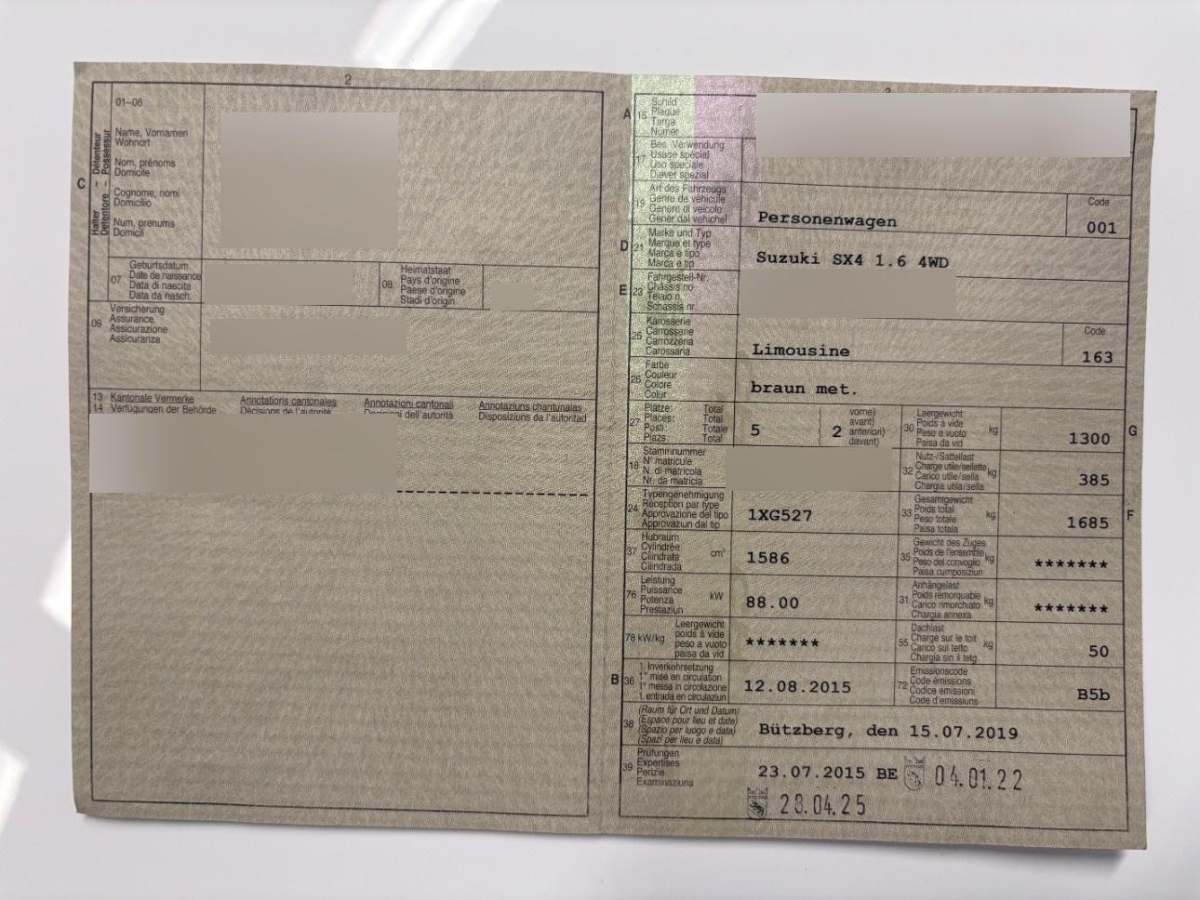 2
01-06
Halter – Détenteur
Detentore – Possessur
C
Name, Vornamen
Wohnort
Nom, prénoms
Domicile
Cognome, nomi
Domicilio
Num, prenums
Domicil
07
Geburtsdatum
Date de naissance
Data di nascita
Data da nasch.
08
Heimatstaat
Pays d'origine
Paese d'origine
Stadi d'origin
09
Versicherung
Assurance
Assicurazione
Assicuranza
13 Kantonale Vermerke Annotations cantonales Annotazioni cantonali Annotaziuns chantunalas
14 Verfügungen der Behörde Décisions de l'autorité Decisioni dell'autorità Disposiziuns da l'autoritad
A 15 Schild
Plaque
Targa
Numer
17 Bes. Verwendung
Usage spécial
Uso speciale
Diever spezial
19 Art des Fahrzeugs
Genre de véhicule
Genere di veicolo
Gener dal vehichel
Personenwagen
Code
001
D 21 Marke und Typ
Marque et type
Marca e tipo
Marca e tip
Suzuki SX4 1.6 4WD
E 23 Fahrgestell-Nr.
Châssis no
Telaio n.
Schassis nr.
25 Karosserie
Carrosserie
Carrozzeria
Carossaria
Limousine
Code
163
26 Farbe
Couleur
Colore
Colur
braun met.
27 Plätze: Total
Places: Total
Posti: Totale
Plazs: Total
5
2
vorne)
avant)
anteriori)
davant)
30 Leergewicht
Poids à vide
Peso a vuoto
Paisa da vid
kg
1300
G
18 Stammnummer
N° matricule
N. di matricola
Nr. da matricla
32 Nutz-/Sattellast
Charge utile/sellette
Carico utile/sella
Chargia utila/sella
kg
385
24 Typengenehmigung
Réception par type
Approvazione del tipo
Approvaziun dal tip
1XG527
33 Gesamtgewicht
Poids total
Peso totale
Paisa totala
kg
1685
F
37 Hubraum
Cylindrée
Cilindrata
Cilindrada
cm³
1586
35 Gewicht des Zuges
Poids de l'ensemble
Peso del convoglio
Paisa cumposiziun
kg
*******
76 Leistung
Puissance
Potenza
Prestaziun
kW
88.00
31 Anhängelast
Poids remorquable
Carico rimorchiato
Chargia annexa
kg
*******
78 kW/kg
Leergewicht
poids à vide
peso a vuoto
paisa da vid
*******
55 Dachlast
Charge sur le toit
Carico sul tetto
Chargia sin il tetg
kg
50
B 36 1. Inverkehrsetzung
1re mise en circulation
1a messa in circolazione
1. entrada en circulaziun
12.08.2015
72 Emissionscode
Code émissions
Codice emissioni
Code d'emissiuns
B5b
38 (Raum für Ort und Datum)
(Espace pour lieu et date)
(Spazio per luogo e data)
(Spazi per lieu e data)
Bützberg, den 15.07.2019
39 Prüfungen
Expertises
Perizie
Examinaziuns
23.07.2015 BE 04.01.22
28.04.25